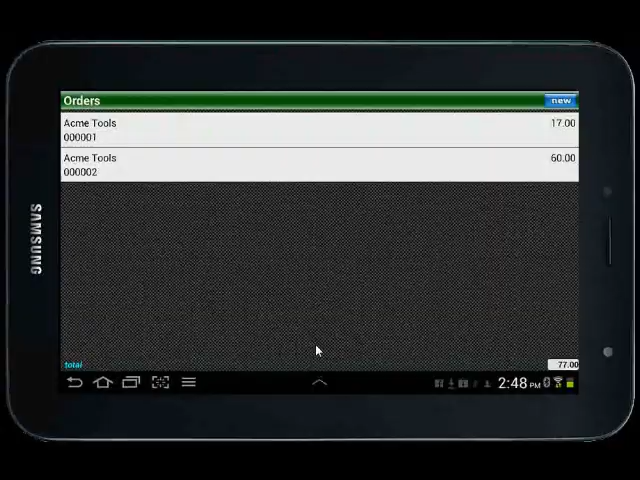 Orders
new
Acme Tools
17.00
000001
Acme Tools
60.00
000002
SAMSUNG
total
77.00
2:48 PM